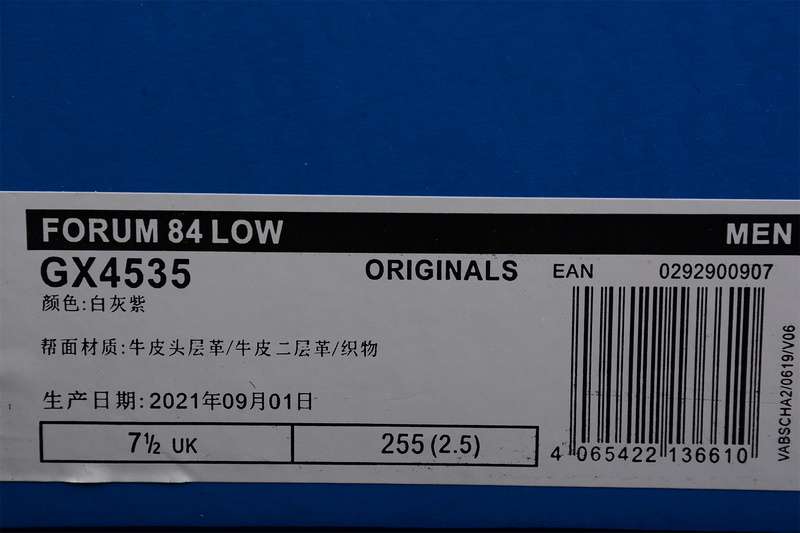 FORUM 84 LOW MEN
GX4535 ORIGINALS EAN 0292900907
颜色:白灰紫
帮面材质:牛皮头层革/牛皮二层革/织物
生产日期:2021年09月01日
7½ UK 255(2.5)
4 065422 136610
VABSCHA2/0619/V06